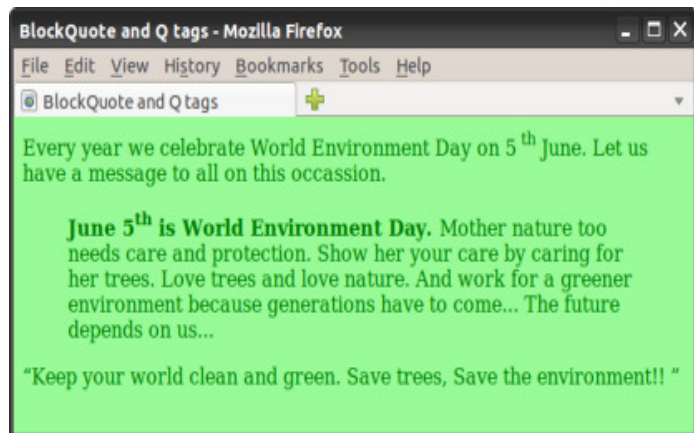 BlockQuote and Q tags - Mozilla Firefox
File Edit View History Bookmarks Tools Help
BlockQuote and Q tags
Every year we celebrate World Environment Day on 5 th June. Let us
have a message to all on this occassion.
June 5th is World Environment Day. Mother nature too
needs care and protection. Show her your care by caring for
her trees. Love trees and love nature. And work for a greener
environment because generations have to come... The future
depends on us...
“Keep your world clean and green. Save trees, Save the environment!! ”